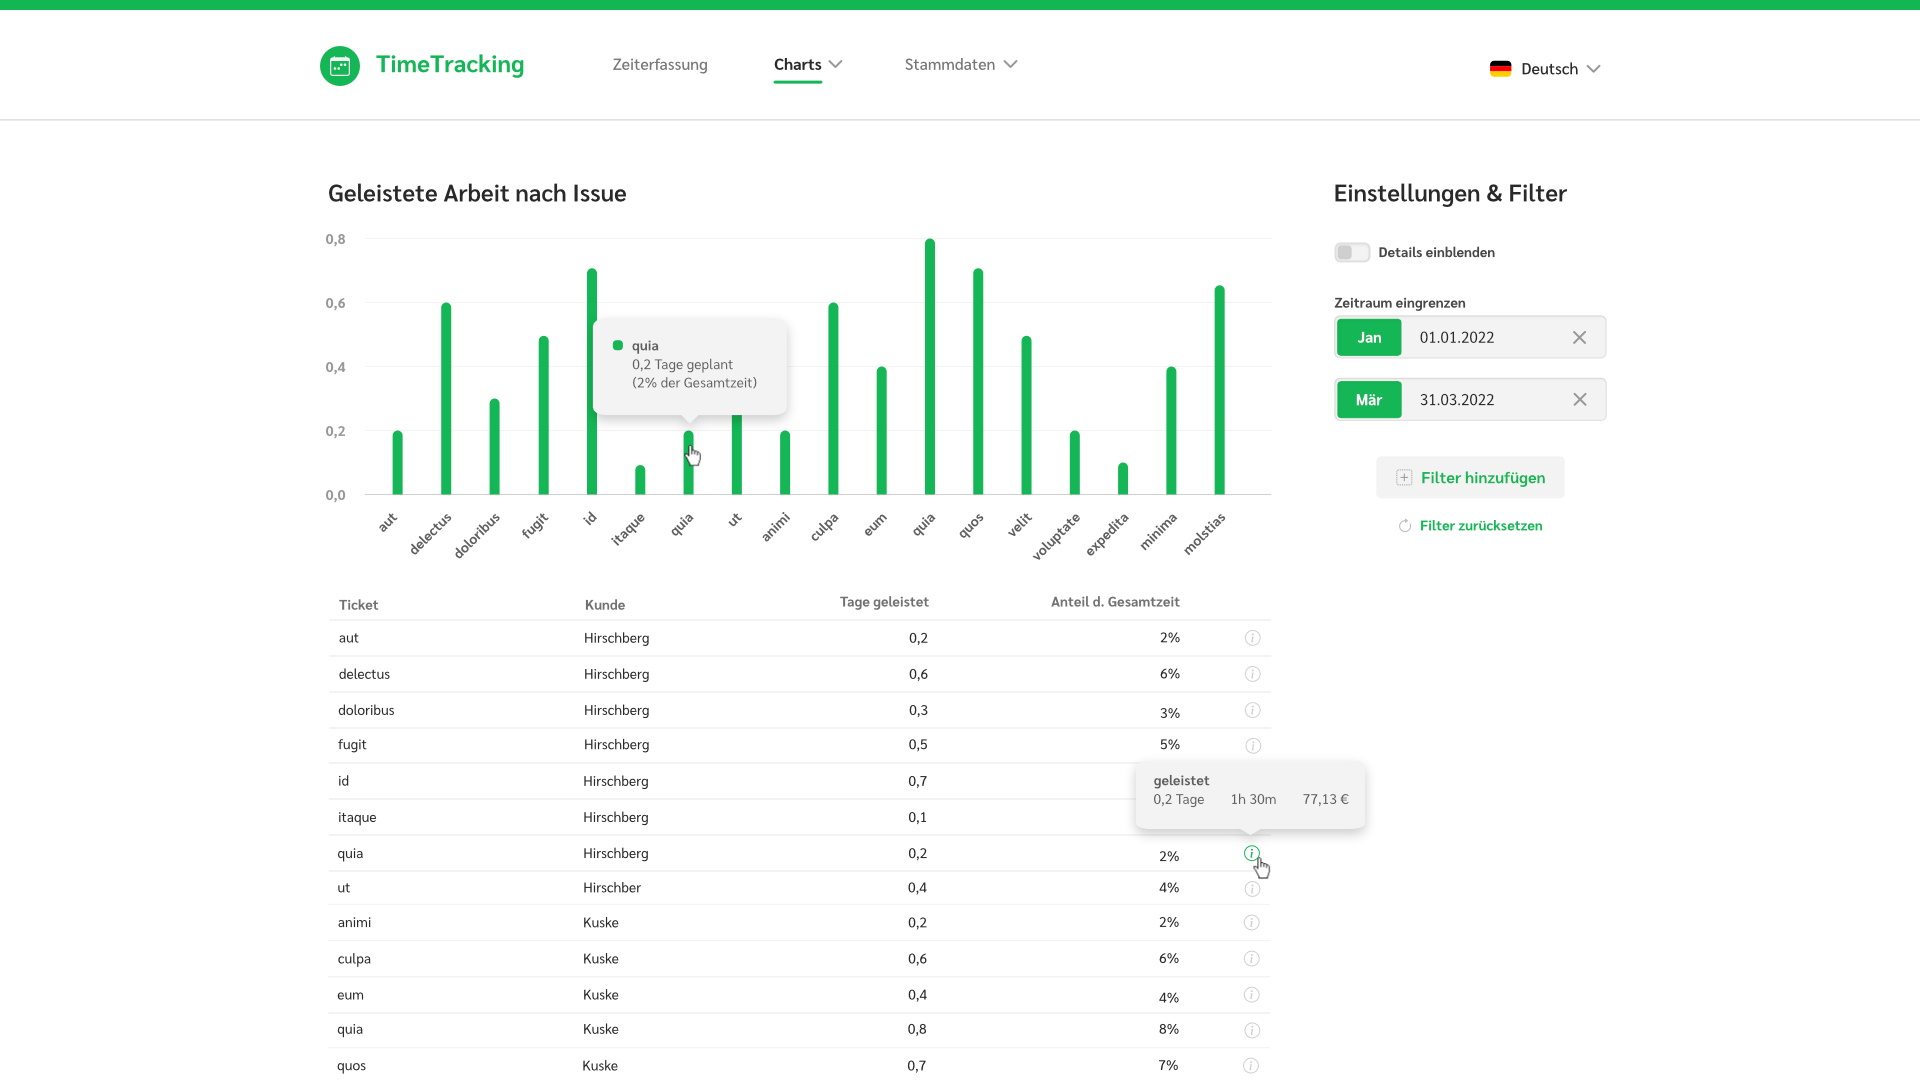 TimeTracking
Zeiterfassung
Charts
Stammdaten
Deutsch
Geleistete Arbeit nach Issue
0,8
0,6
0,4
0,2
0,0
quia
0,2 Tage geplant
(2% der Gesamtzeit)
aut
delectus
doloribus
fugit
id
itaque
quia
ut
animi
culpa
eum
quia
quos
velit
voluptate
expedita
minima
molstias
Einstellungen & Filter
Details einblenden
Zeitraum eingrenzen
Jan 01.01.2022
Mär 31.03.2022
Filter hinzufügen
Filter zurücksetzen
Ticket Kunde Tage geleistet Anteil d. Gesamtzeit
aut Hirschberg 0,2 2%
delectus Hirschberg 0,6 6%
doloribus Hirschberg 0,3 3%
fugit Hirschberg 0,5 5%
id Hirschberg 0,7
geleistet
0,2 Tage 1h 30m 77,13 €
itaque Hirschberg 0,1
quia Hirschberg 0,2 2%
ut Hirschber 0,4 4%
animi Kuske 0,2 2%
culpa Kuske 0,6 6%
eum Kuske 0,4 4%
quia Kuske 0,8 8%
quos Kuske 0,7 7%